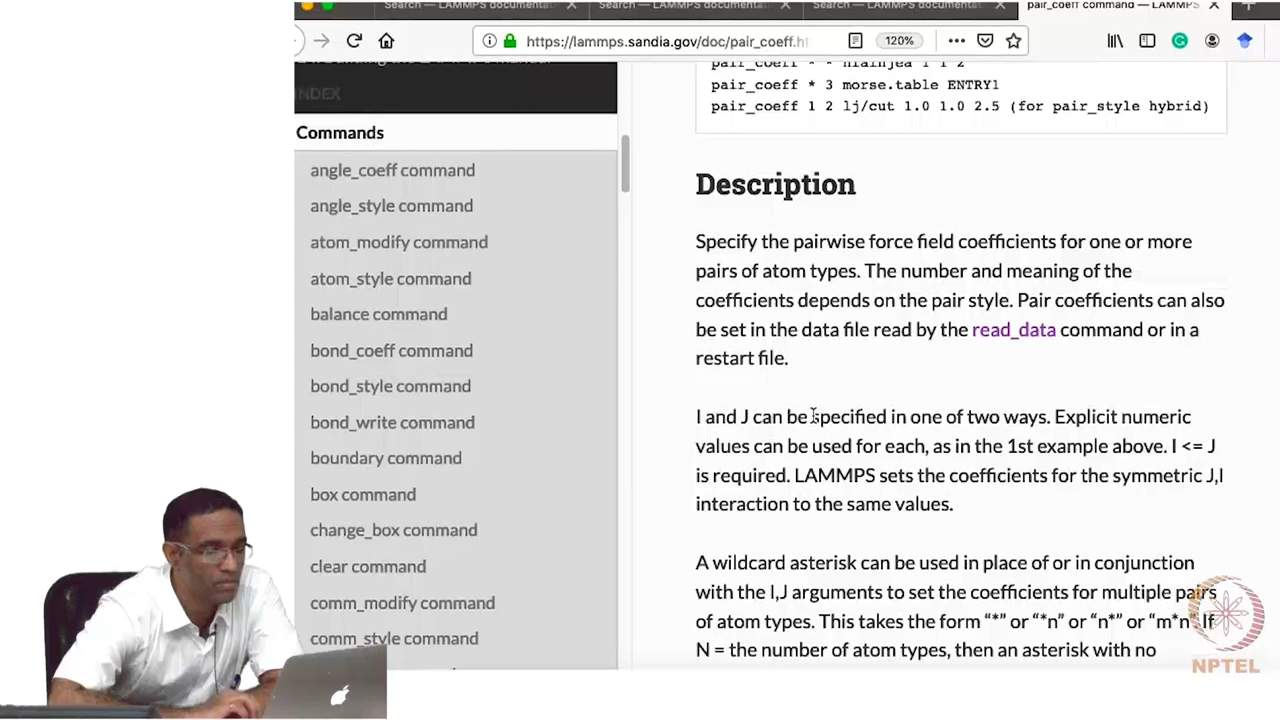 Search — LAMMPS documentat
Search — LAMMPS documentat
Search — LAMMPS documentat
pair_coeff command — LAMMPS
https://lammps.sandia.gov/doc/pair_coeff.h
120%
INDEX
Commands
angle_coeff command
angle_style command
atom_modify command
atom_style command
balance command
bond_coeff command
bond_style command
bond_write command
boundary command
box command
change_box command
clear command
comm_modify command
comm_style command
pair_coeff * * nialhjea 1 1 2
pair_coeff * 3 morse.table ENTRY1
pair_coeff 1 2 lj/cut 1.0 1.0 2.5 (for pair_style hybrid)
Description
Specify the pairwise force field coefficients for one or more
pairs of atom types. The number and meaning of the
coefficients depends on the pair style. Pair coefficients can also
be set in the data file read by the read_data command or in a
restart file.
I and J can be specified in one of two ways. Explicit numeric
values can be used for each, as in the 1st example above. I <= J
is required. LAMMPS sets the coefficients for the symmetric J,I
interaction to the same values.
A wildcard asterisk can be used in place of or in conjunction
with the I,J arguments to set the coefficients for multiple pairs
of atom types. This takes the form “*” or “*n” or “n*” or “m*n”. If
N = the number of atom types, then an asterisk with no
NPTEL